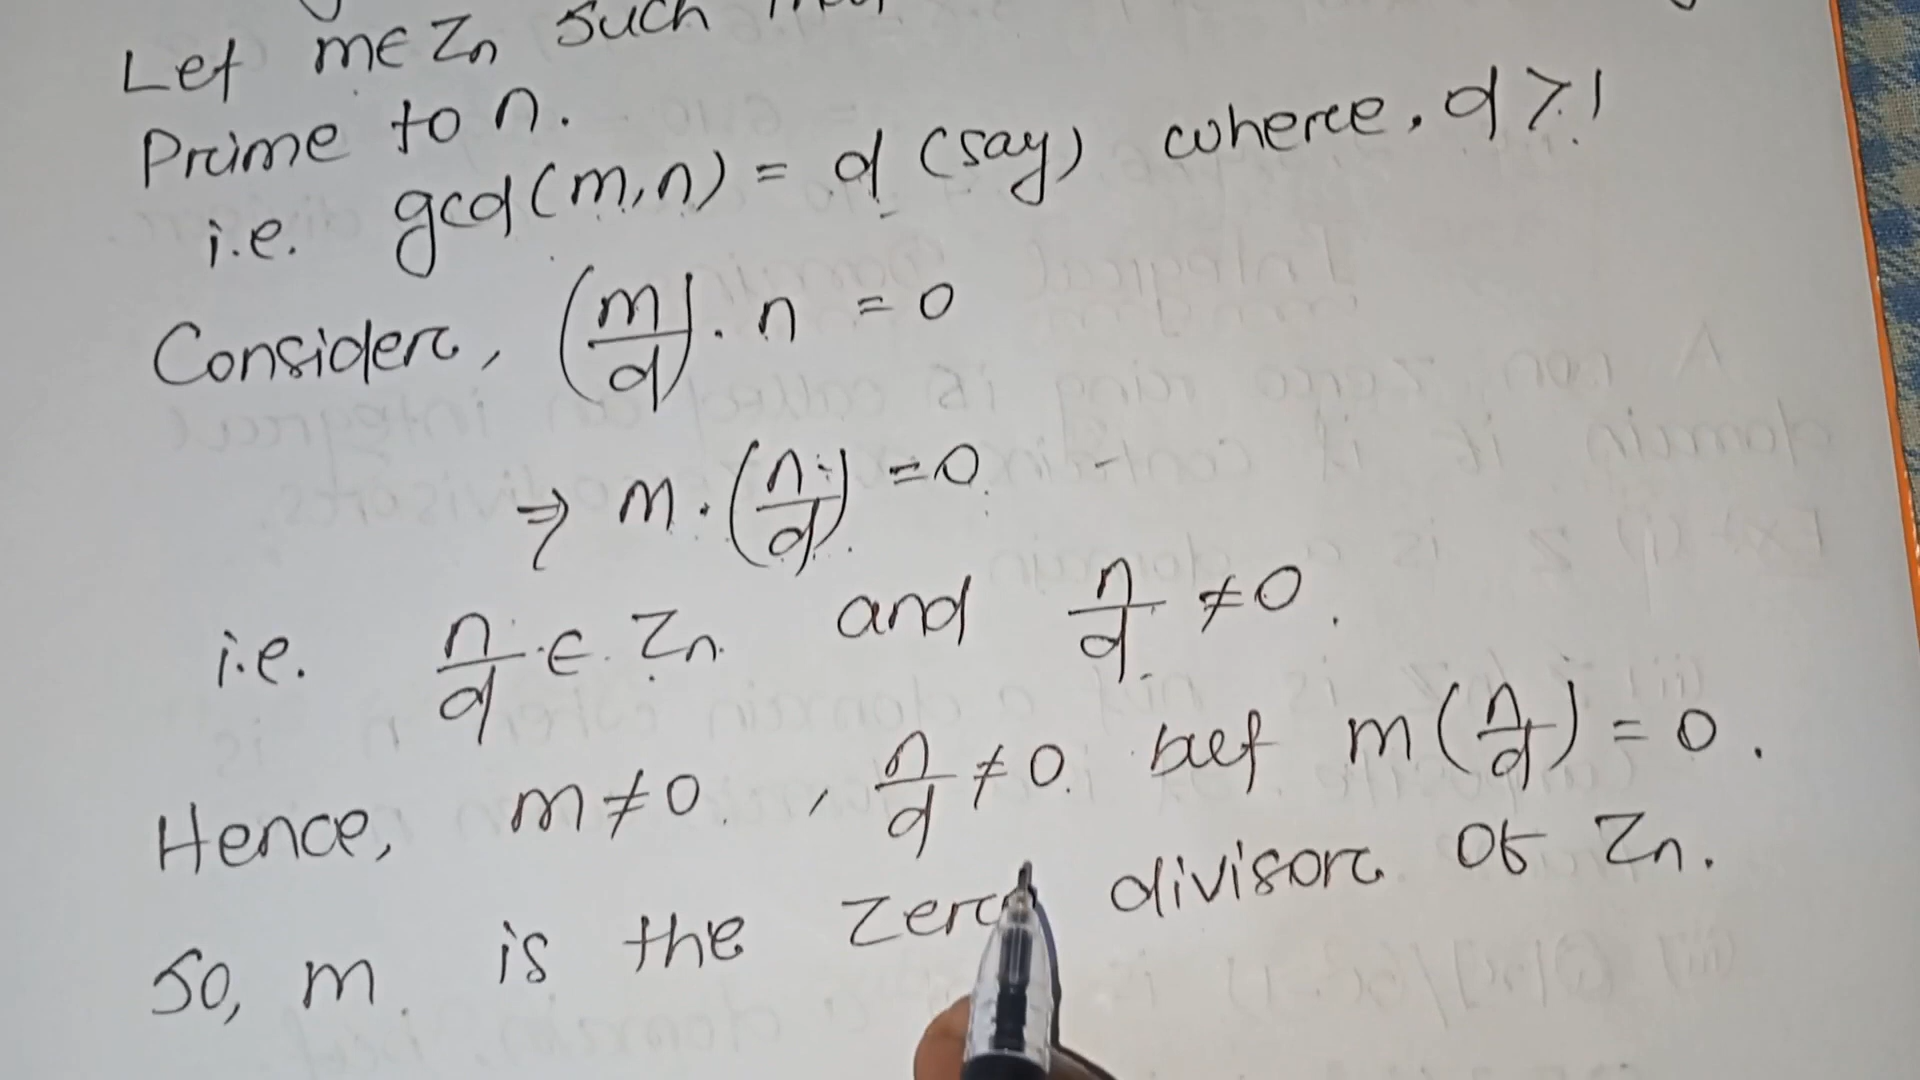 Let m∈Zn such
Prime to n.
i.e. gcd(m,n) = d (say) where, d>1
Consider, (m/d).n = 0
⇒ m.(n/d) = 0
i.e. n/d ∈ Zn and n/d ≠ 0.
Hence, m≠0, n/d ≠ 0 but m(n/d) = 0.
So, m is the zero divisor of Zn.